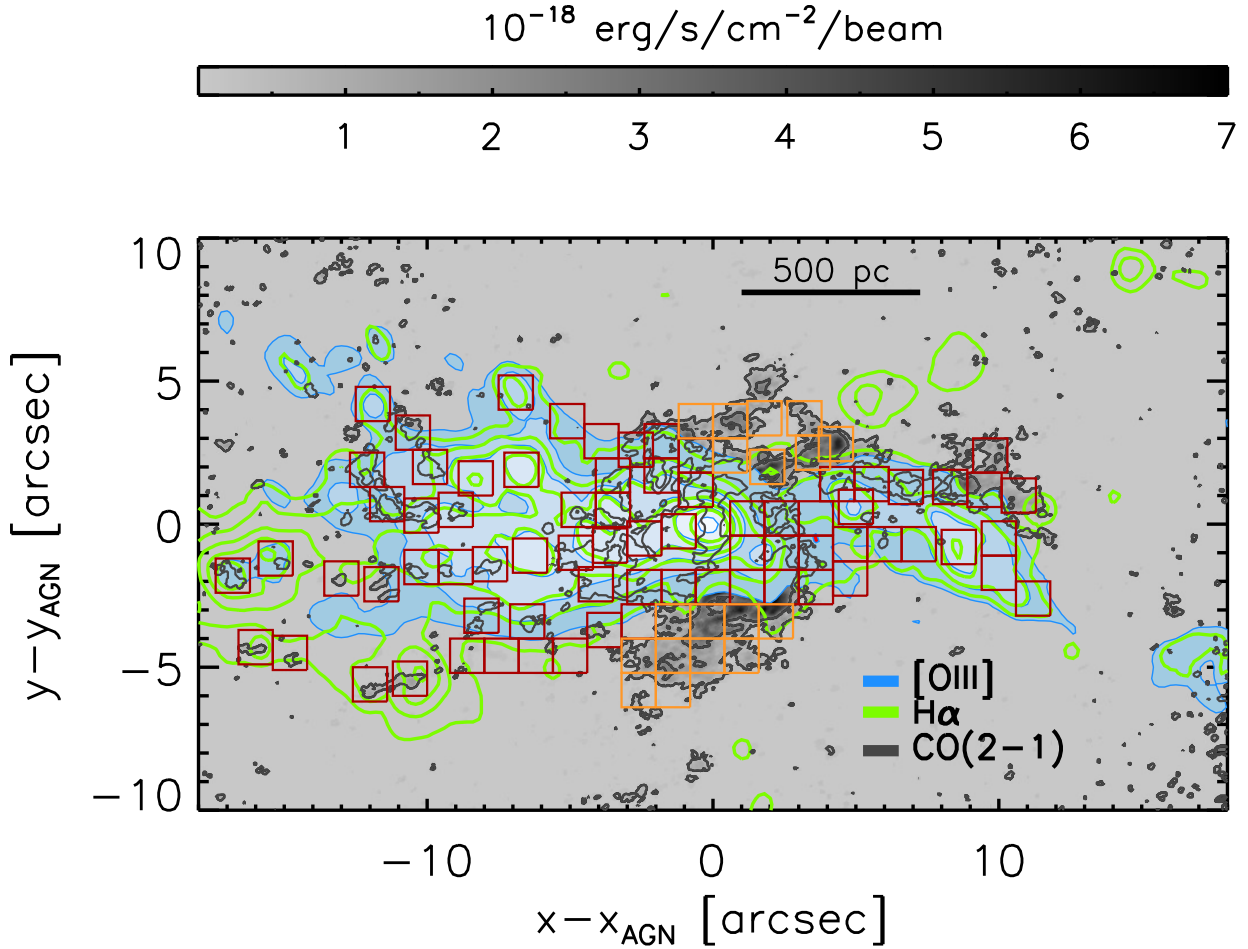 10⁻¹⁸ erg/s/cm⁻²/beam
1 2 3 4 5 6 7
10
500 pc
5
0
−5
−10
y−y_AGN [arcsec]
[OIII]
Hα
CO(2−1)
−10 0 10
x−x_AGN [arcsec]